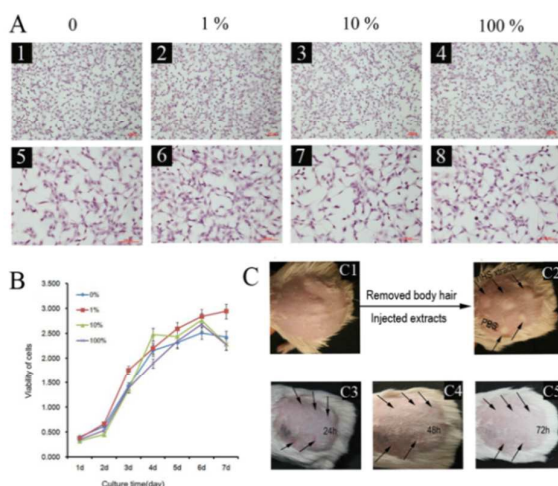 A
0
1 %
10 %
100 %
1
2
3
4
5
6
7
8
B
3.500
3.000
2.500
2.000
1.500
1.000
0.500
0.000
Viability of cells
0%
1%
10%
100%
1d
2d
3d
4d
5d
6d
7d
Culture time(day)
C
C1
Removed body hair
Injected extracts
C2
PBS
C3
24h
C4
48h
C5
72h